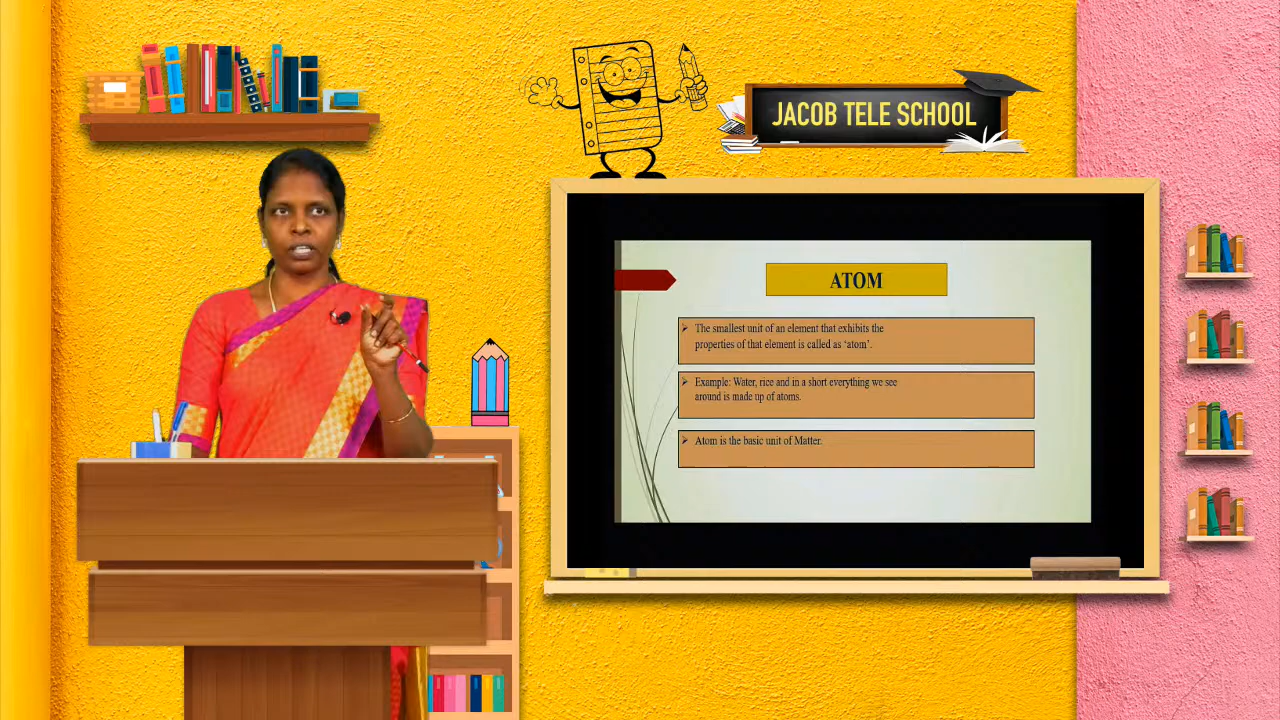 JACOB TELE SCHOOL
ATOM
The smallest unit of an element that exhibits the
properties of that element is called as ‘atom’.
Example: Water, rice and in a short everything we see
around is made up of atoms.
Atom is the basic unit of Matter.